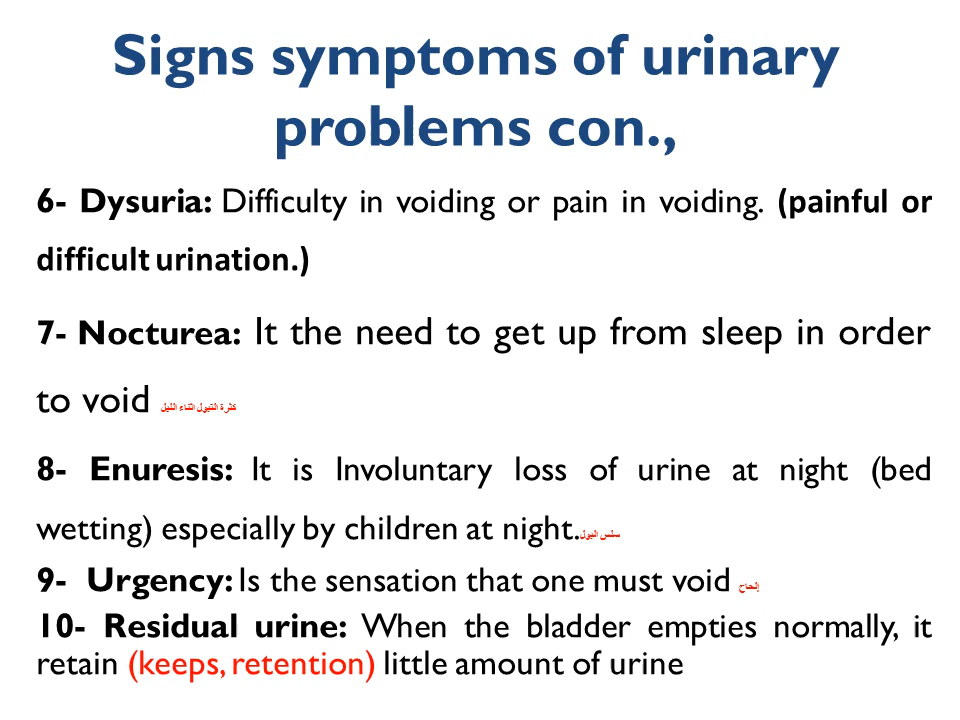 Signs symptoms of urinary
problems con.,
6- Dysuria: Difficulty in voiding or pain in voiding. (painful or
difficult urination.)
7- Nocturea: It the need to get up from sleep in order
to void كثرة التبول اثناء الليل
8- Enuresis: It is Involuntary loss of urine at night (bed
wetting) especially by children at night. سلس البول
9- Urgency: Is the sensation that one must void إلحاح
10- Residual urine: When the bladder empties normally, it
retain (keeps, retention) little amount of urine